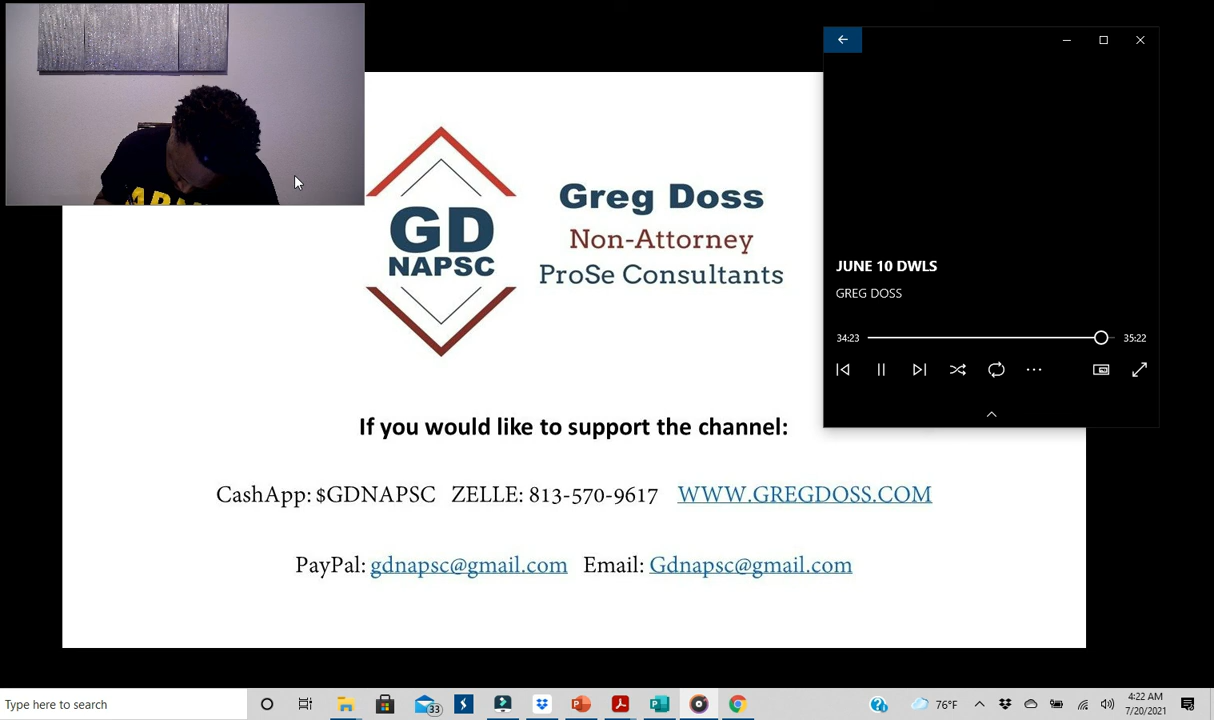 GD
NAPSC
Greg Doss
Non-Attorney
ProSe Consultants
If you would like to support the channel:
CashApp: $GDNAPSC ZELLE: 813-570-9617 WWW.GREGDOSS.COM
PayPal: gdnapsc@gmail.com Email: Gdnapsc@gmail.com
JUNE 10 DWLS
GREG DOSS
34:23 35:22
Type here to search
33
76°F
4:22 AM
7/20/2021